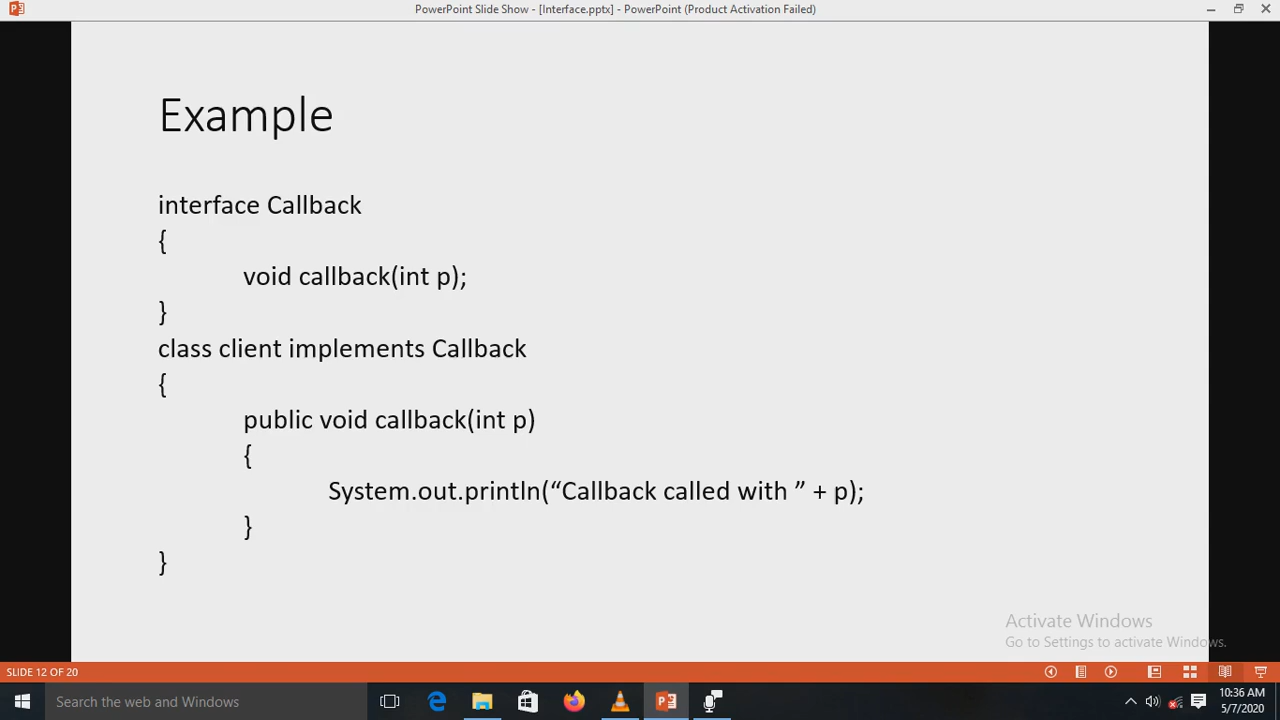 PowerPoint Slide Show - [Interface.pptx] - PowerPoint (Product Activation Failed)
Example
interface Callback
{
void callback(int p);
}
class client implements Callback
{
public void callback(int p)
{
System.out.println(“Callback called with ” + p);
}
}
Activate Windows
Go to Settings to activate Windows.
SLIDE 12 OF 20
Search the web and Windows
10:36 AM
5/7/2020